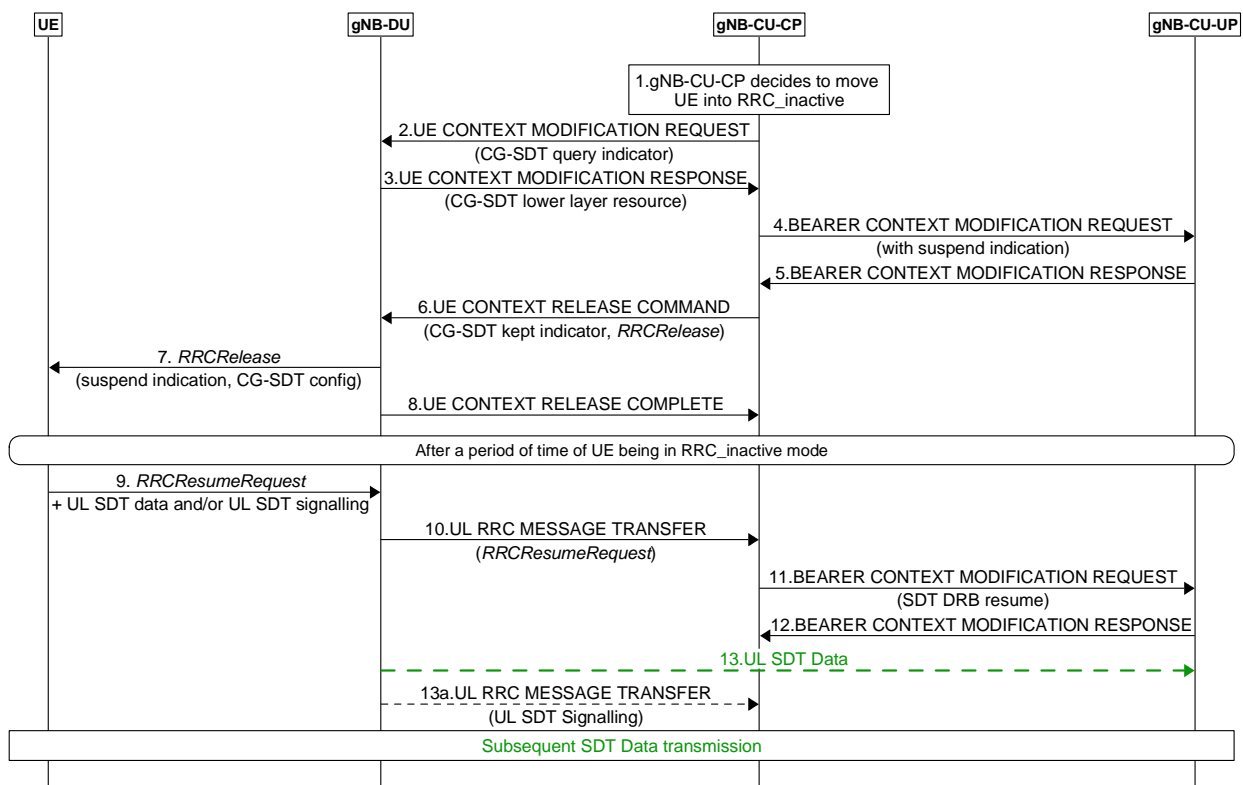 UE
gNB-DU
gNB-CU-CP
gNB-CU-UP
1.gNB-CU-CP decides to move
UE into RRC_inactive
2.UE CONTEXT MODIFICATION REQUEST
(CG-SDT query indicator)
3.UE CONTEXT MODIFICATION RESPONSE
(CG-SDT lower layer resource)
4.BEARER CONTEXT MODIFICATION REQUEST
(with suspend indication)
5.BEARER CONTEXT MODIFICATION RESPONSE
6.UE CONTEXT RELEASE COMMAND
(CG-SDT kept indicator, RRCRelease)
7. RRCRelease
(suspend indication, CG-SDT config)
8.UE CONTEXT RELEASE COMPLETE
After a period of time of UE being in RRC_inactive mode
9. RRCResumeRequest
+ UL SDT data and/or UL SDT signalling
10.UL RRC MESSAGE TRANSFER
(RRCResumeRequest)
11.BEARER CONTEXT MODIFICATION REQUEST
(SDT DRB resume)
12.BEARER CONTEXT MODIFICATION RESPONSE
13.UL SDT Data
13a.UL RRC MESSAGE TRANSFER
(UL SDT Signalling)
Subsequent SDT Data transmission